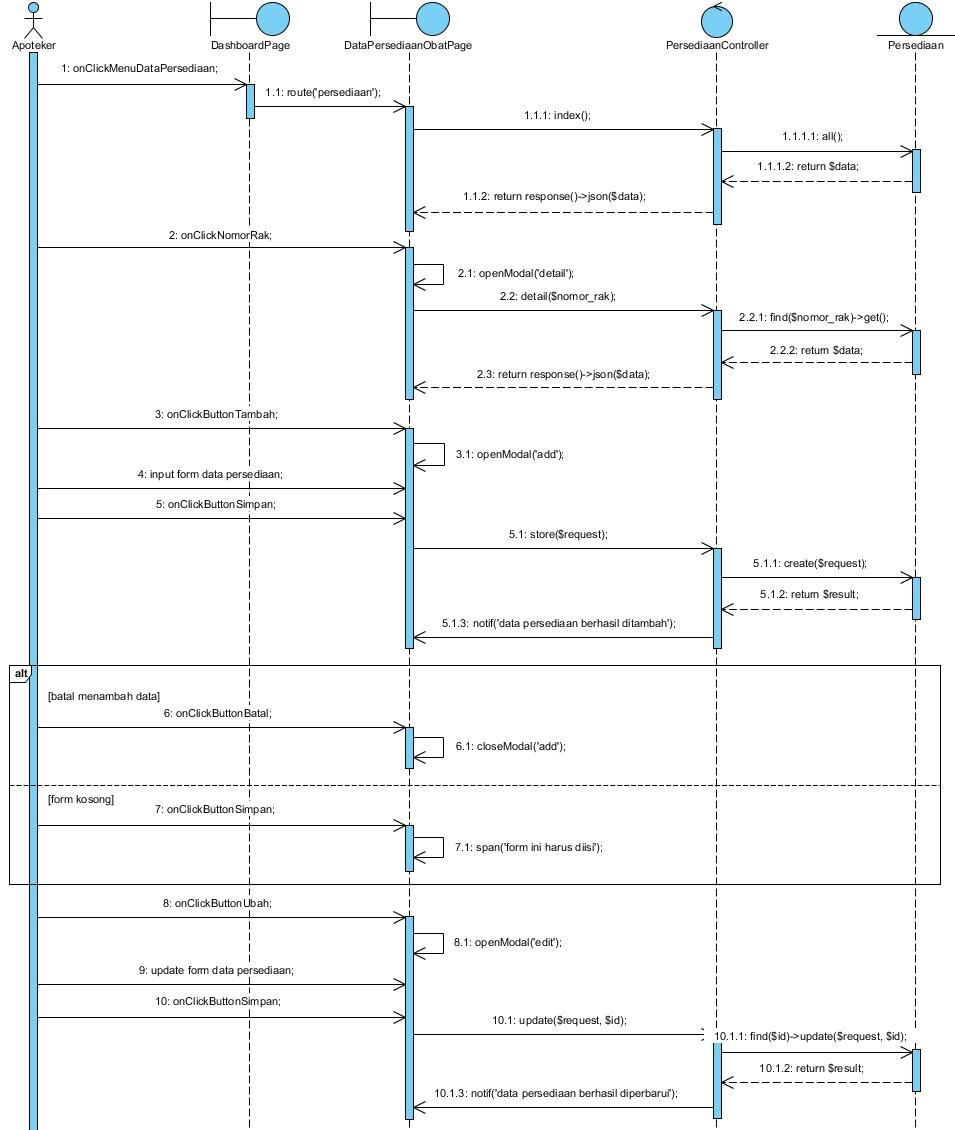 Apoteker
DashboardPage
DataPersediaanObatPage
PersediaanController
Persediaan
1: onClickMenuDataPersediaan;
1.1: route('persediaan');
1.1.1: index();
1.1.1.1: all();
1.1.1.2: return $data;
1.1.2: return response()->json($data);
2: onClickNomorRak;
2.1: openModal('detail');
2.2: detail($nomor_rak);
2.2.1: find($nomor_rak)->get();
2.2.2: return $data;
2.3: return response()->json($data);
3: onClickButtonTambah;
3.1: openModal('add');
4: input form data persediaan;
5: onClickButtonSimpan;
5.1: store($request);
5.1.1: create($request);
5.1.2: return $result;
5.1.3: notif('data persediaan berhasil ditambah');
alt
[batal menambah data]
6: onClickButtonBatal;
6.1: closeModal('add');
[form kosong]
7: onClickButtonSimpan;
7.1: span('form ini harus diisi');
8: onClickButtonUbah;
8.1: openModal('edit');
9: update form data persediaan;
10: onClickButtonSimpan;
10.1: update($request, $id);
10.1.1: find($id)->update($request, $id);
10.1.2: return $result;
10.1.3: notif('data persediaan berhasil diperbarui');